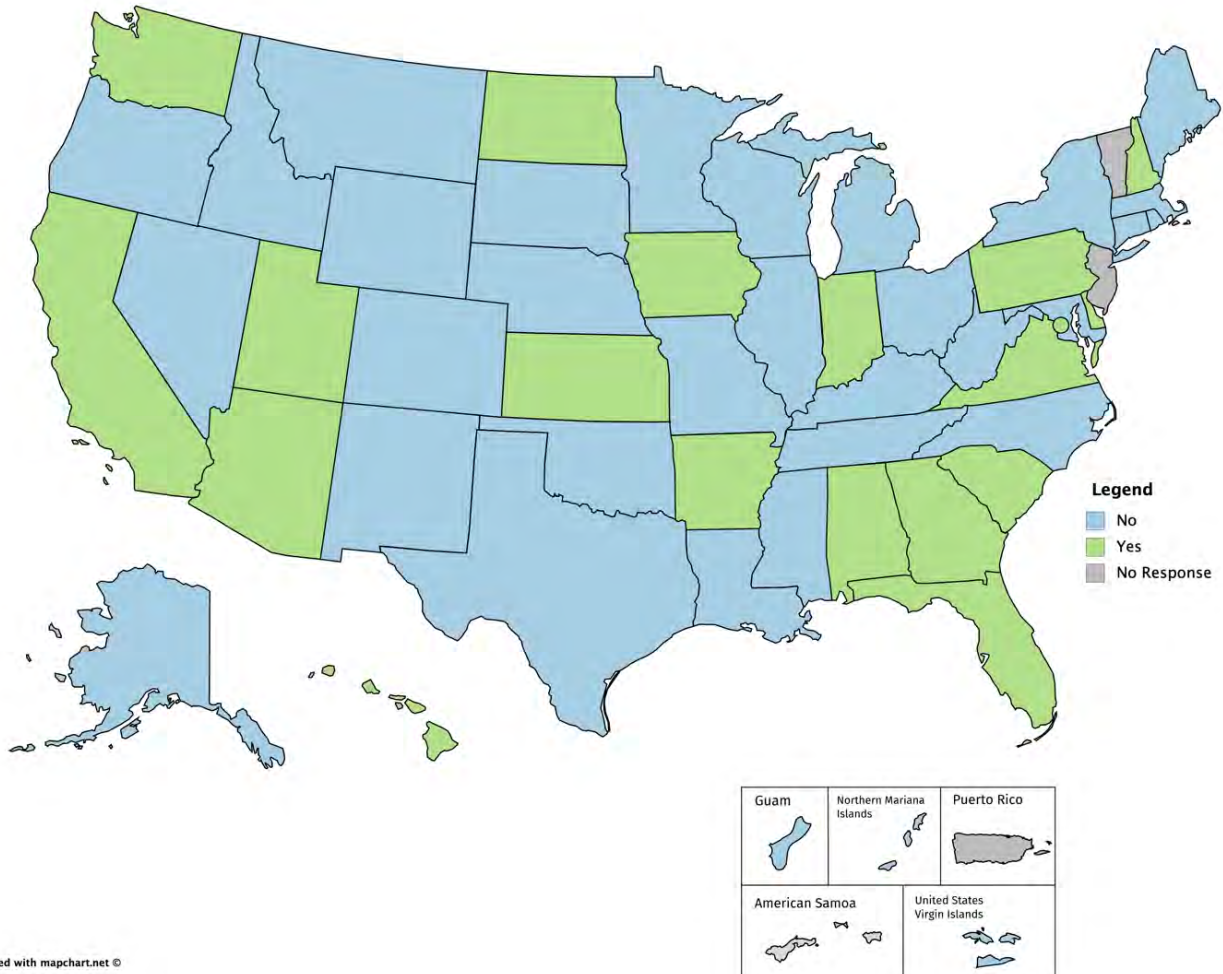 Legend
No
Yes
No Response
Guam
Northern Mariana
Islands
Puerto Rico
American Samoa
United States
Virgin Islands
ed with mapchart.net ©